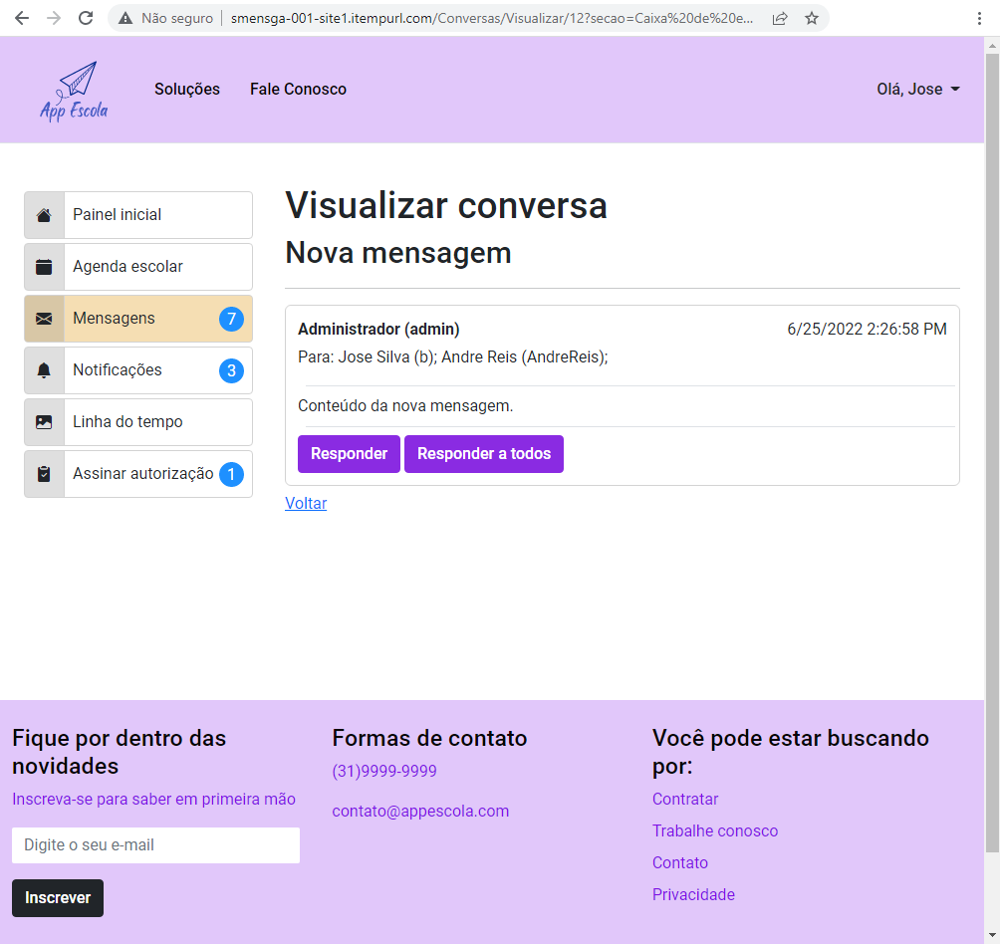 Não seguro
smensga-001-site1.itempurl.com/Conversas/Visualizar/12?secao=Caixa%20de%20e...
App Escola
Soluções
Fale Conosco
Olá, Jose
Painel inicial
Agenda escolar
Mensagens 7
Notificações 3
Linha do tempo
Assinar autorização 1
Visualizar conversa
Nova mensagem
Administrador (admin) 6/25/2022 2:26:58 PM
Para: Jose Silva (b); Andre Reis (AndreReis);
Conteúdo da nova mensagem.
Responder Responder a todos
Voltar
Fique por dentro das
novidades
Inscreva-se para saber em primeira mão
Digite o seu e-mail
Inscrever
Formas de contato
(31)9999-9999
contato@appescola.com
Você pode estar buscando
por:
Contratar
Trabalhe conosco
Contato
Privacidade